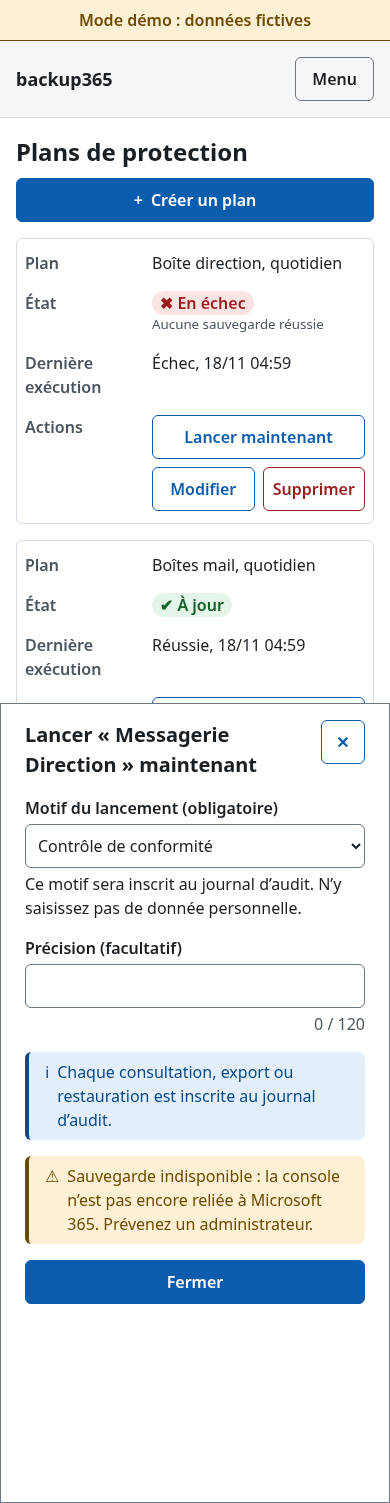 Mode démo : données fictives
backup365
Menu
Plans de protection
+ Créer un plan
Plan
Boîte direction, quotidien
État
✖ En échec
Aucune sauvegarde réussie
Dernière
exécution
Échec, 18/11 04:59
Actions
Lancer maintenant
Modifier
Supprimer
Plan
Boîtes mail, quotidien
État
✔ À jour
Dernière
exécution
Réussie, 18/11 04:59
Lancer « Messagerie
Direction » maintenant
✕
Motif du lancement (obligatoire)
Contrôle de conformité
Ce motif sera inscrit au journal d’audit. N’y
saisissez pas de donnée personnelle.
Précision (facultatif)
0 / 120
i Chaque consultation, export ou
restauration est inscrite au journal
d’audit.
⚠ Sauvegarde indisponible : la console
n’est pas encore reliée à Microsoft
365. Prévenez un administrateur.
Fermer